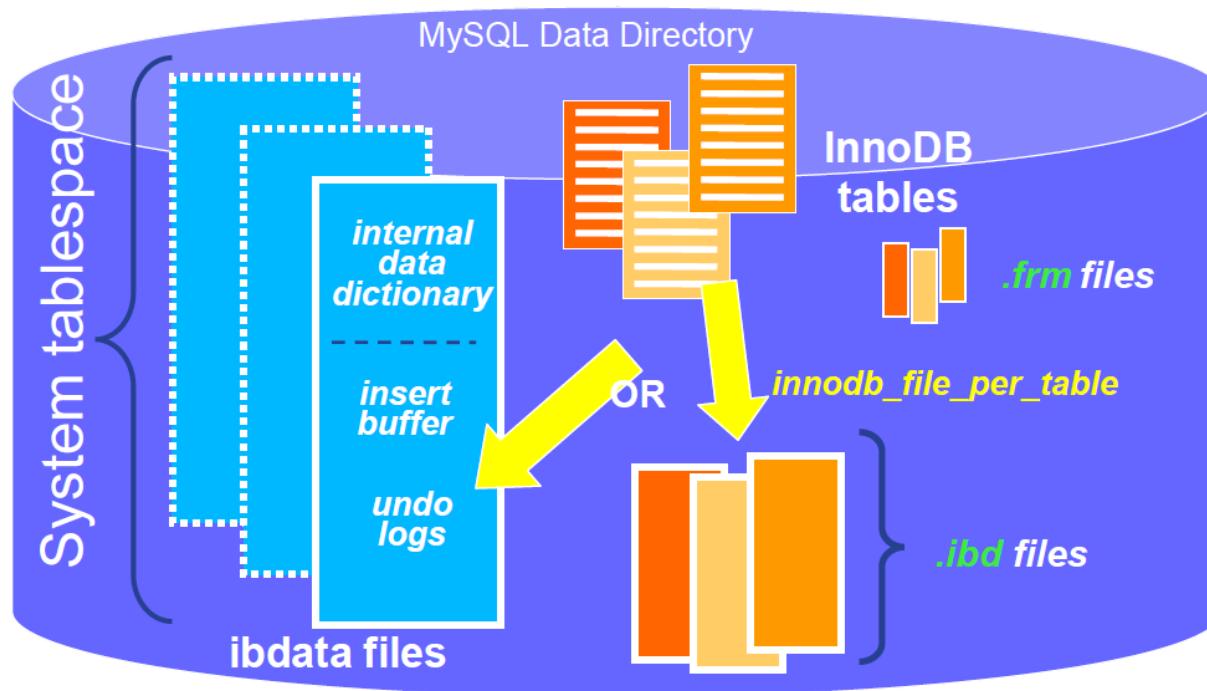 MySQL Data Directory
System tablespace
internal
data
dictionary
insert
buffer
undo
logs
ibdata files
InnoDB
tables
.frm files
OR
innodb_file_per_table
.ibd files